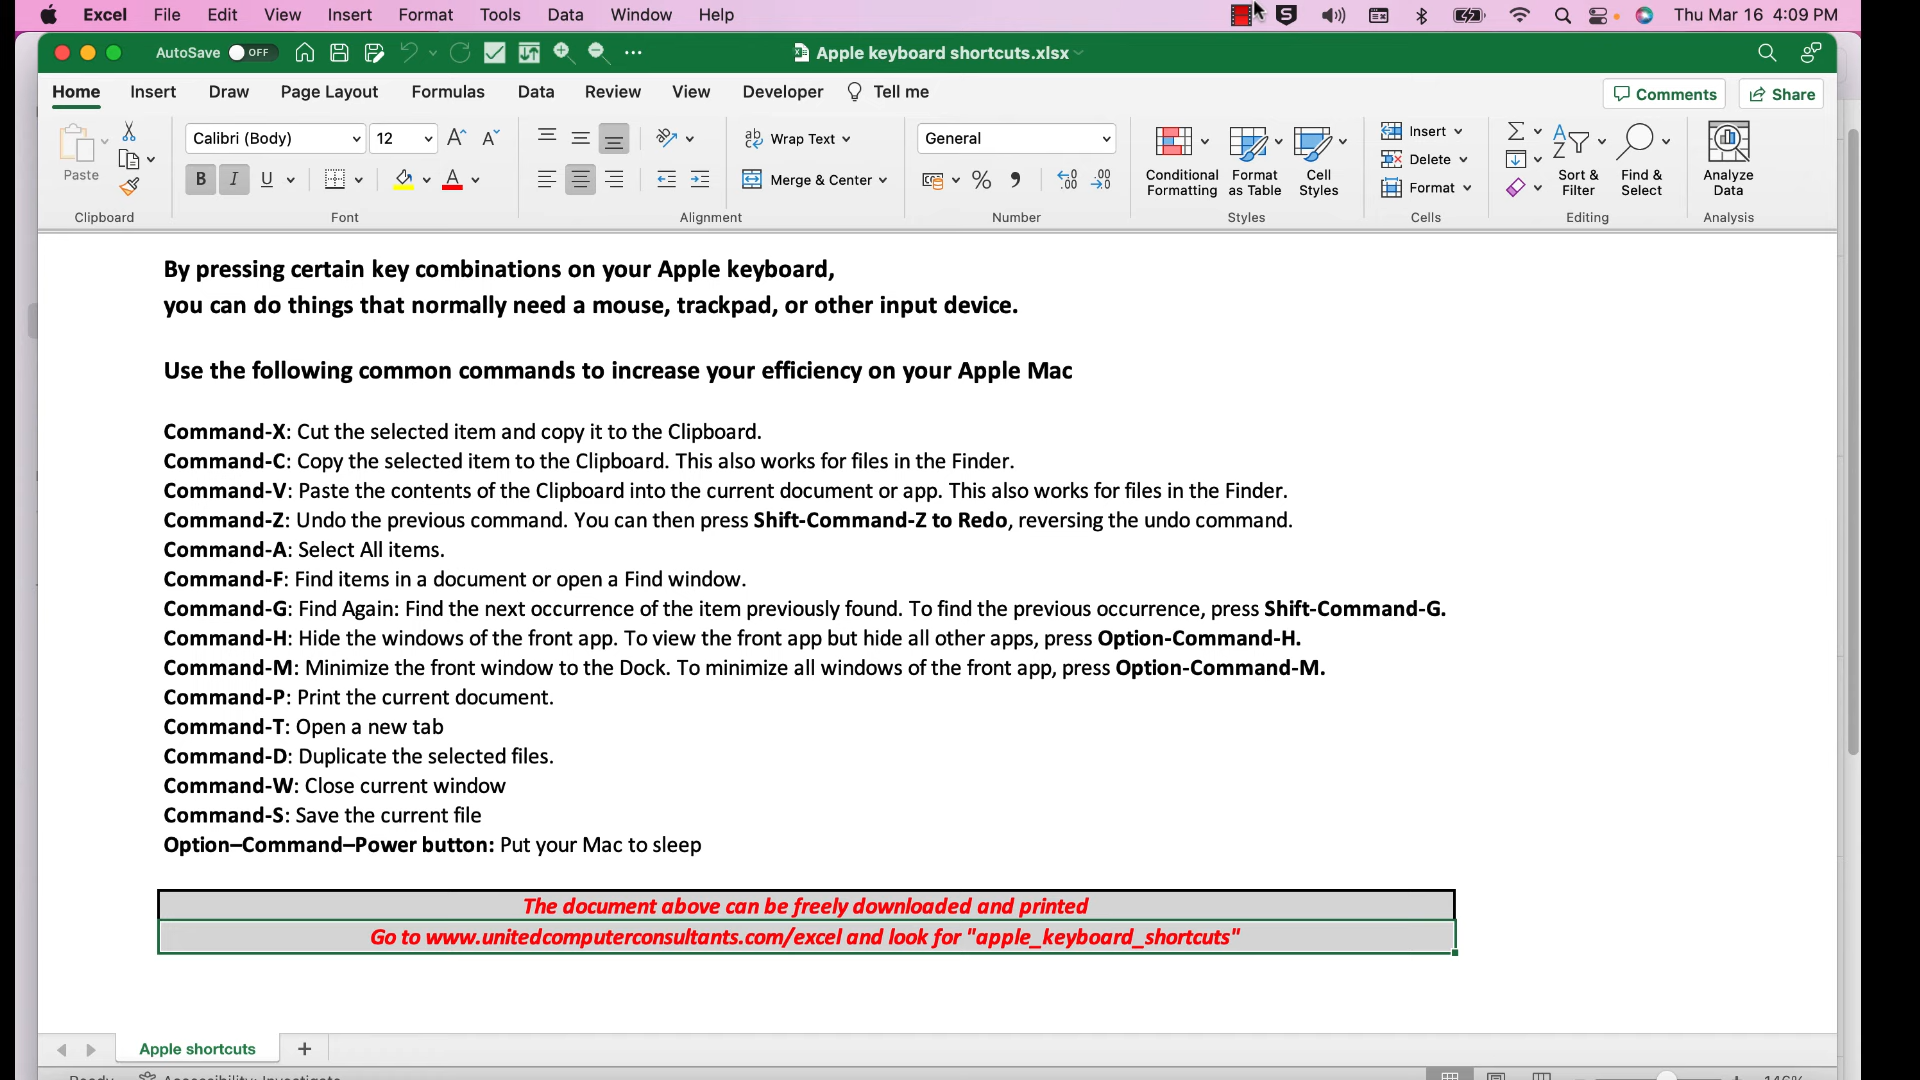 Excel File Edit View Insert Format Tools Data Window Help Thu Mar 16 4:09 PM
AutoSave OFF Apple keyboard shortcuts.xlsx
Home Insert Draw Page Layout Formulas Data Review View Developer Tell me Comments Share
Paste Calibri (Body) 12 Wrap Text General Conditional Formatting Format as Table Cell Styles Insert Sort & Filter Find & Select Analyze Data
B I U Merge & Center Delete
Format
Clipboard Font Alignment Number Styles Cells Editing Analysis
By pressing certain key combinations on your Apple keyboard,
you can do things that normally need a mouse, trackpad, or other input device.
Use the following common commands to increase your efficiency on your Apple Mac
Command-X: Cut the selected item and copy it to the Clipboard.
Command-C: Copy the selected item to the Clipboard. This also works for files in the Finder.
Command-V: Paste the contents of the Clipboard into the current document or app. This also works for files in the Finder.
Command-Z: Undo the previous command. You can then press Shift-Command-Z to Redo, reversing the undo command.
Command-A: Select All items.
Command-F: Find items in a document or open a Find window.
Command-G: Find Again: Find the next occurrence of the item previously found. To find the previous occurrence, press Shift-Command-G.
Command-H: Hide the windows of the front app. To view the front app but hide all other apps, press Option-Command-H.
Command-M: Minimize the front window to the Dock. To minimize all windows of the front app, press Option-Command-M.
Command-P: Print the current document.
Command-T: Open a new tab
Command-D: Duplicate the selected files.
Command-W: Close current window
Command-S: Save the current file
Option–Command–Power button: Put your Mac to sleep
The document above can be freely downloaded and printed
Go to www.unitedcomputerconsultants.com/excel and look for "apple_keyboard_shortcuts"
Apple shortcuts